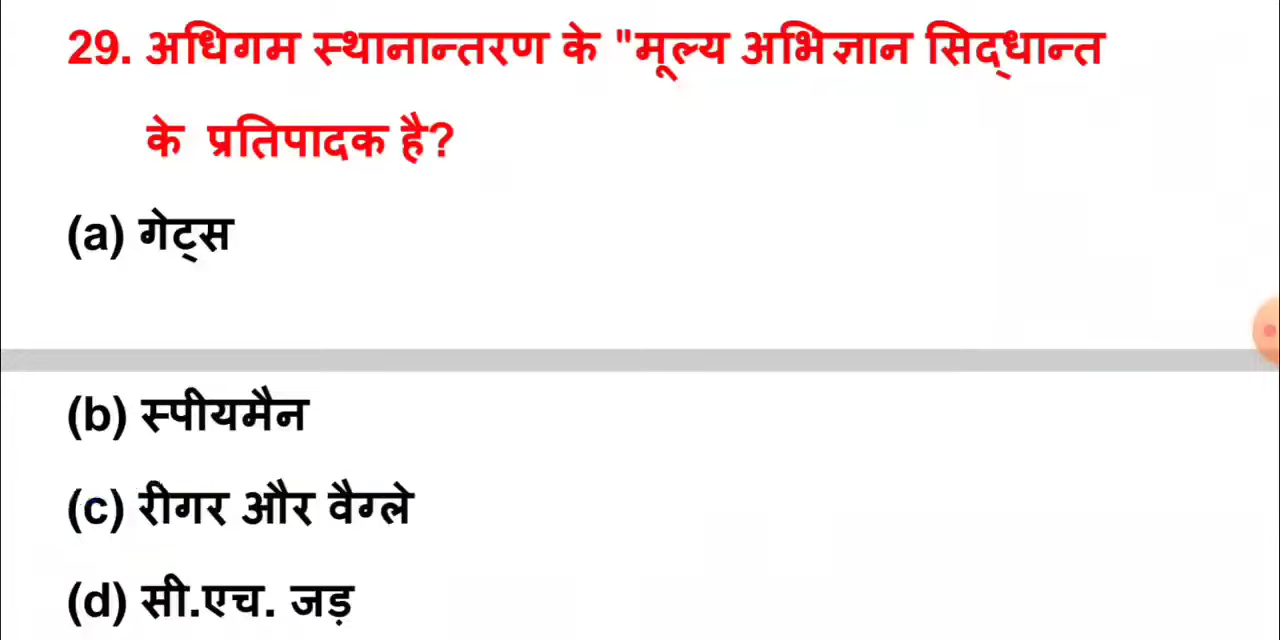 29. अधिगम स्थानान्तरण के "मूल्य अभिज्ञान सिद्धान्त
के प्रतिपादक है?
(a) गेट्स
(b) स्पीयमैन
(c) रीगर और वैग्ले
(d) सी.एच. जड़